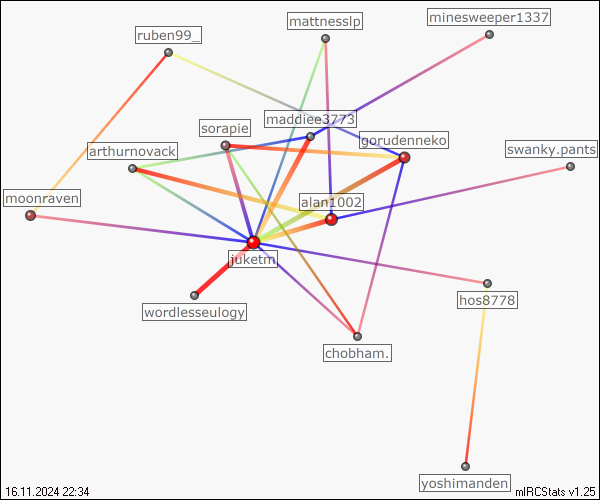 minesweeper1337
mattnesslp
ruben99_
maddiee3773
sorapie
gorudenneko
arthurnovack
swanky.pants
moonraven
alan1002
juketm
hos8778
wordlesseulogy
chobham.
yoshimanden
16.11.2024 22:34
mIRCStats v1.25